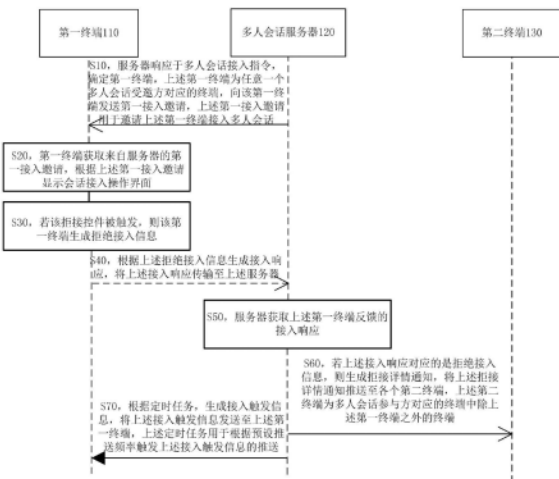 第一终端110
多人会话服务器120
第二终端130
S10，服务器响应于多人会话接入指令，
确定第一终端，上述第一终端为任意一个
多人会话受邀方对应的终端，向该第一终
端发送第一接入邀请，上述第一接入邀请
用于邀请上述第一终端接入多人会话
S20，第一终端获取来自服务器的第
一接入邀请，根据上述第一接入邀请
显示会话接入操作界面
S30，若该拒接控件被触发，则该第
一终端生成拒绝接入信息
S40，根据上述拒绝接入信息生成接入响
应，将上述接入响应传输至上述服务器
S50，服务器获取上述第一终端反馈的
接入响应
S60，若上述接入响应对应的是拒绝接入
信息，则生成拒接详情通知，将上述拒接
详情通知推送至各个第二终端，上述第二
终端为多人会话参与方对应的终端中除上
述第一终端之外的终端
S70，根据定时任务，生成接入触发信
息，将上述接入触发信息发送至上述第
一终端，上述定时任务用于根据预设推
送频率触发上述接入触发信息的推送